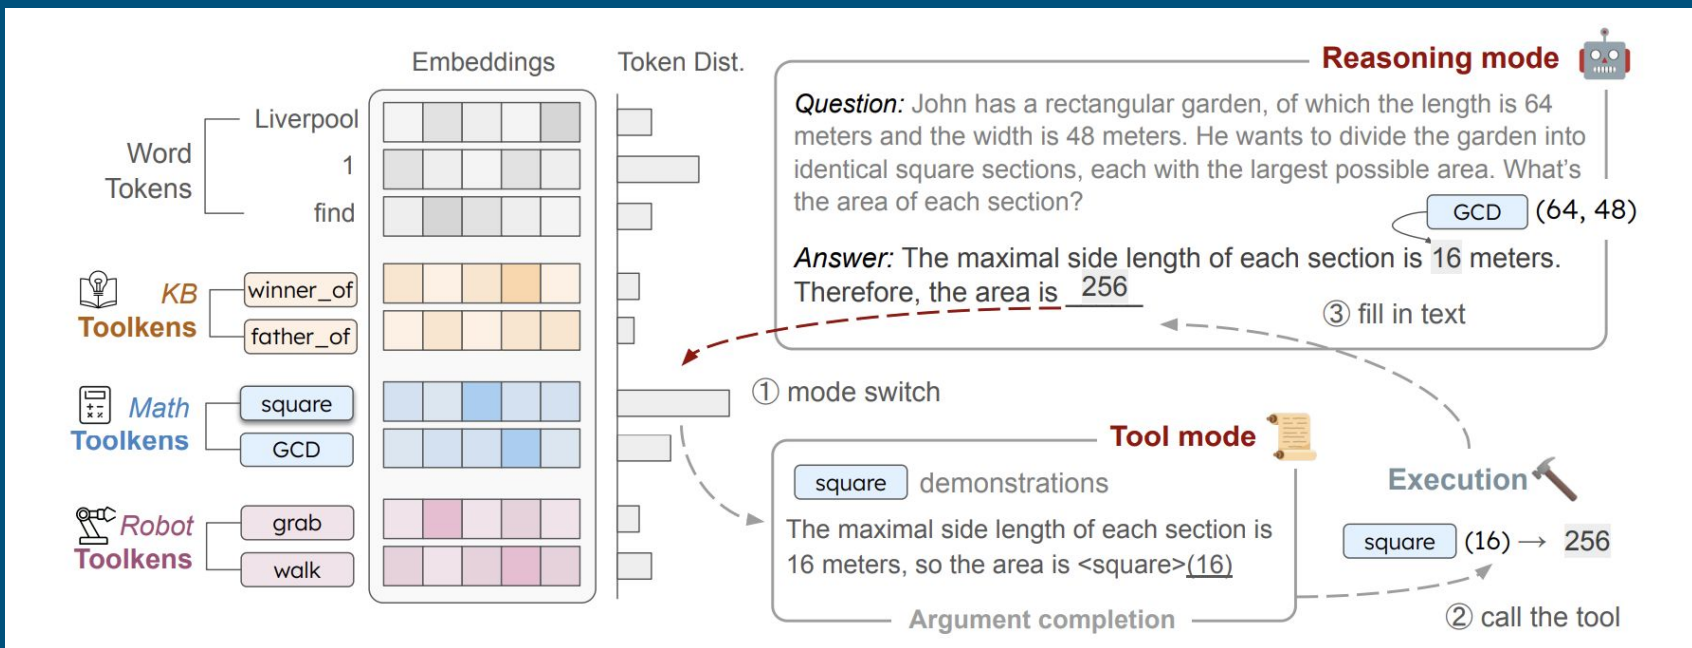 Embeddings
Token Dist.
Word
Tokens
Liverpool
1
find
KB
Toolkens
winner_of
father_of
Math
Toolkens
square
GCD
Robot
Toolkens
grab
walk
Reasoning mode
Question: John has a rectangular garden, of which the length is 64
meters and the width is 48 meters. He wants to divide the garden into
identical square sections, each with the largest possible area. What's
the area of each section?
GCD (64, 48)
Answer: The maximal side length of each section is 16 meters.
Therefore, the area is 256
③ fill in text
① mode switch
Tool mode
square demonstrations
The maximal side length of each section is
16 meters, so the area is <square>(16)
Argument completion
Execution
square (16) → 256
② call the tool